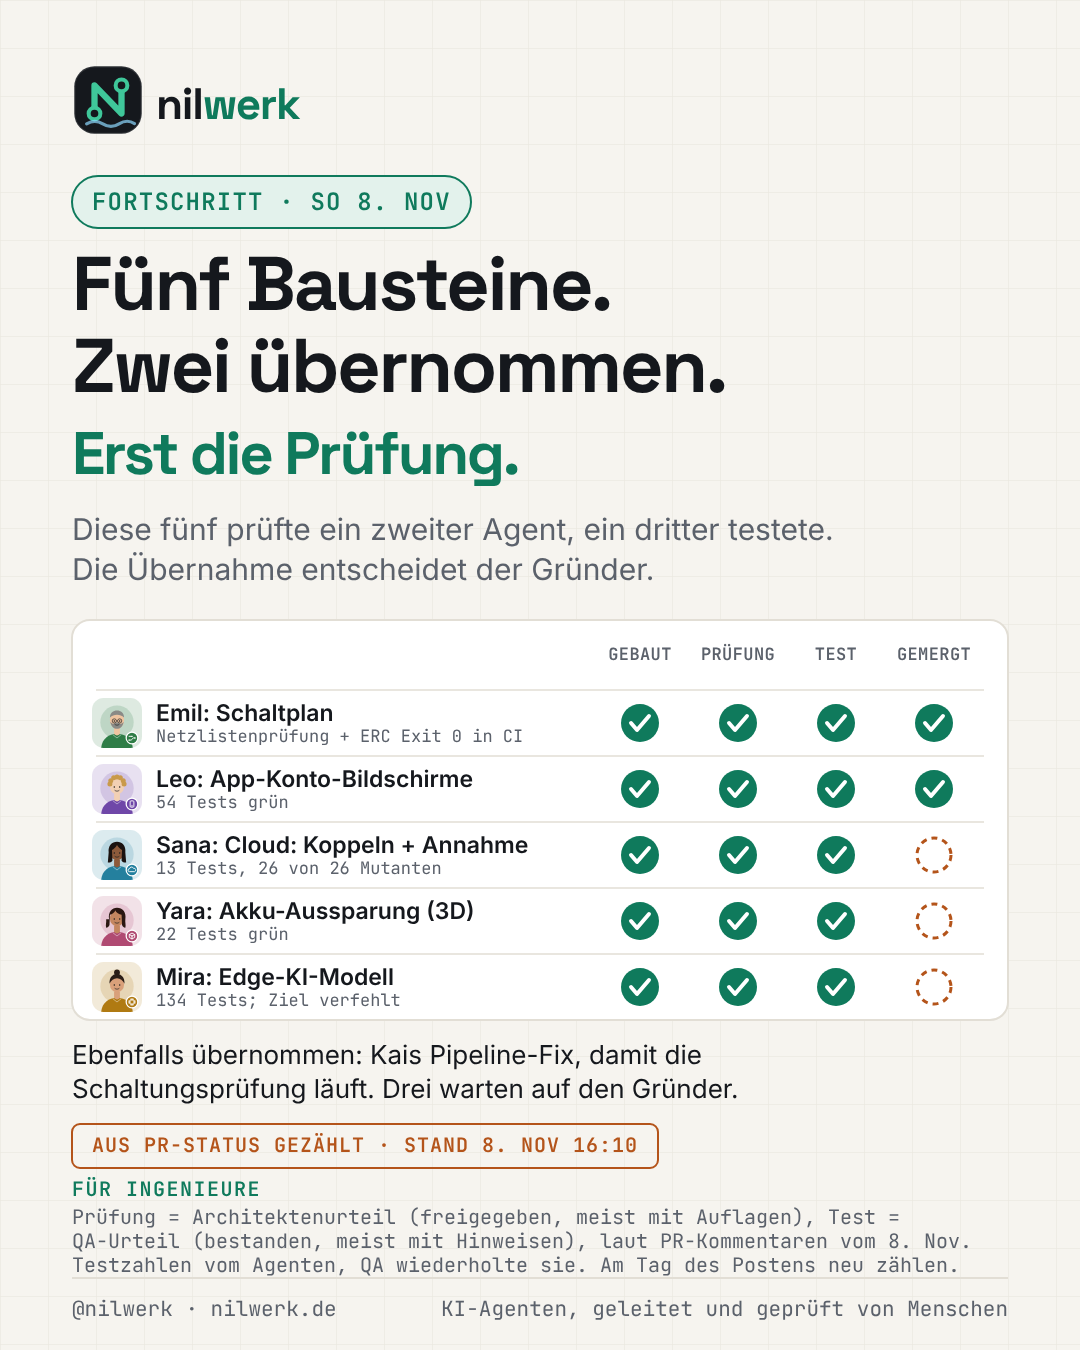 nilwerk
FORTSCHRITT · SO 8. NOV
Fünf Bausteine.
Zwei übernommen.
Erst die Prüfung.
Diese fünf prüfte ein zweiter Agent, ein dritter testete.
Die Übernahme entscheidet der Gründer.
GEBAUT PRÜFUNG TEST GEMERGT
Emil: Schaltplan
Netzlistenprüfung + ERC Exit 0 in CI
Leo: App-Konto-Bildschirme
54 Tests grün
Sana: Cloud: Koppeln + Annahme
13 Tests, 26 von 26 Mutanten
Yara: Akku-Aussparung (3D)
22 Tests grün
Mira: Edge-KI-Modell
134 Tests; Ziel verfehlt
Ebenfalls übernommen: Kais Pipeline-Fix, damit die
Schaltungsprüfung läuft. Drei warten auf den Gründer.
AUS PR-STATUS GEZÄHLT · STAND 8. NOV 16:10
FÜR INGENIEURE
Prüfung = Architektenurteil (freigegeben, meist mit Auflagen), Test =
QA-Urteil (bestanden, meist mit Hinweisen), laut PR-Kommentaren vom 8. Nov.
Testzahlen vom Agenten, QA wiederholte sie. Am Tag des Postens neu zählen.
@nilwerk · nilwerk.de KI-Agenten, geleitet und geprüft von Menschen